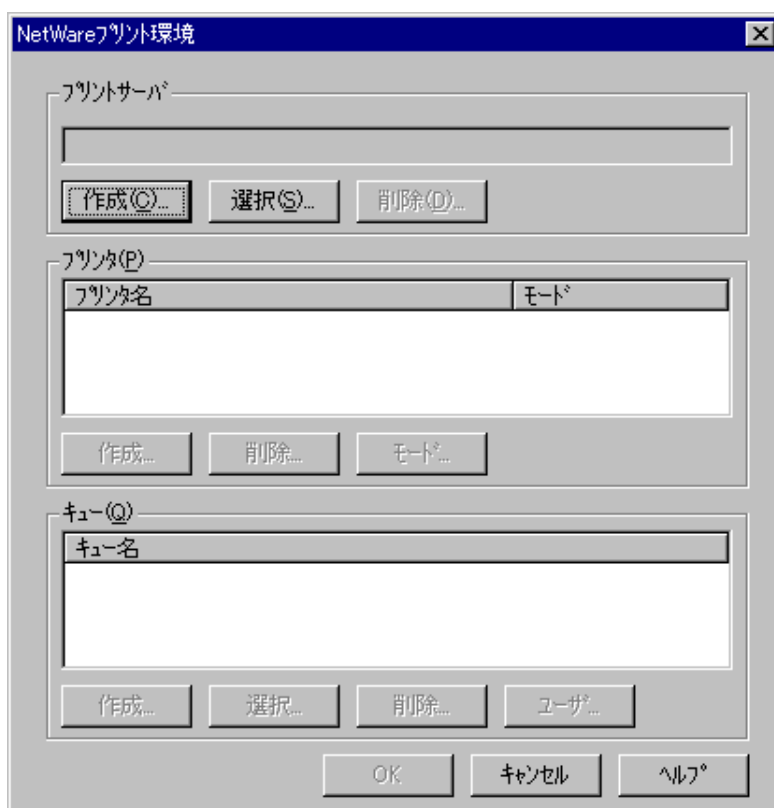 NetWareﾌﾟﾘﾝﾄ環境
ﾌﾟﾘﾝﾄｻｰﾊﾞ
作成(C)... 選択(S)... 削除(D)...
ﾌﾟﾘﾝﾀ(P)
ﾌﾟﾘﾝﾀ名 ﾓｰﾄﾞ
作成... 削除... ﾓｰﾄﾞ...
ｷｭｰ(Q)
ｷｭｰ名
作成... 選択... 削除... ﾕｰｻﾞ...
OK ｷｬﾝｾﾙ ﾍﾙﾌﾟ